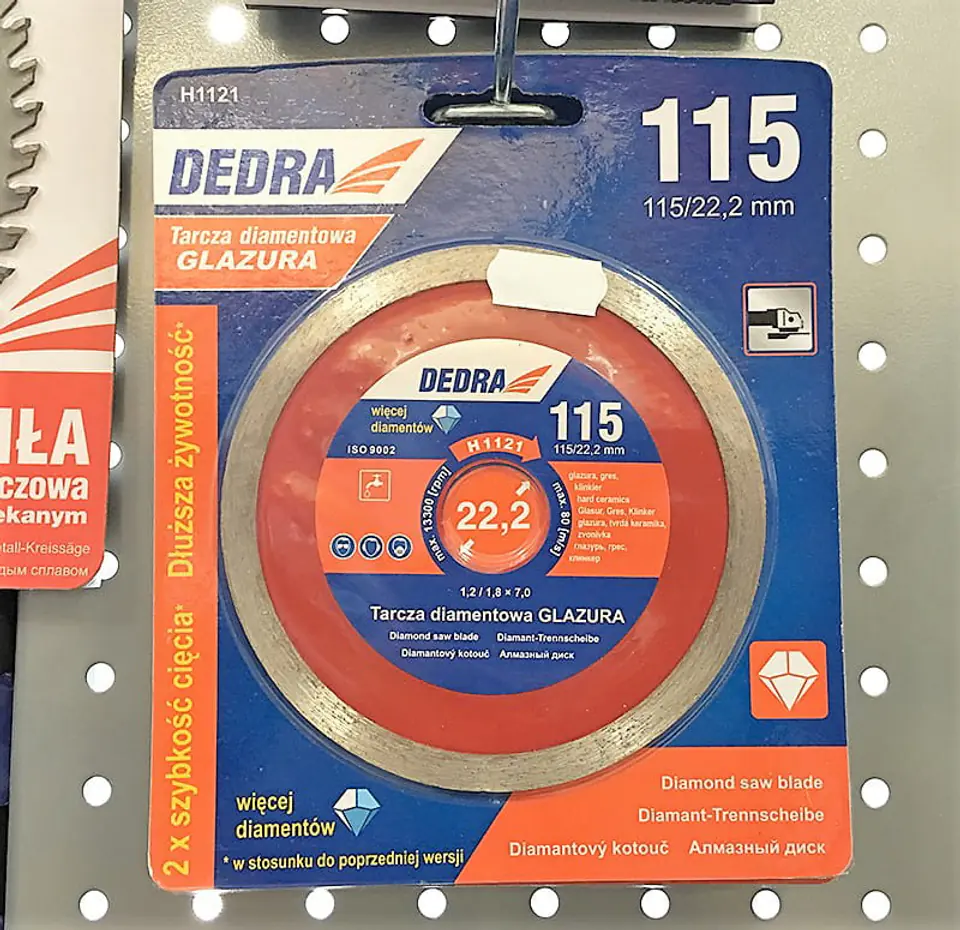 H1121
DEDRA
Tarcza diamentowa
GLAZURA
115
115/22,2 mm
2 x szybkość cięcia* Dłuższa żywotność*
DEDRA
więcej
diamentów
115
115/22,2 mm
ISO 9002
H1121
max. 13300 [rpm]
22,2
max. 80 [m/s]
glazura, gres,
klinkier
hard ceramics
Glasur, Gres, Klinker
glazura, tvrdá keramika,
zvonivka
глазурь, грес,
клинкер
1,2 / 1,8 × 7,0
Tarcza diamentowa GLAZURA
Diamond saw blade Diamant-Trennscheibe
Diamantový kotouč Алмазный диск
więcej
diamentów
* w stosunku do poprzedniej wersji
Diamond saw blade
Diamant-Trennscheibe
Diamantový kotouč Алмазный диск
IŁA
czowa
ekanym
etall-Kreissäge
дым сплавом